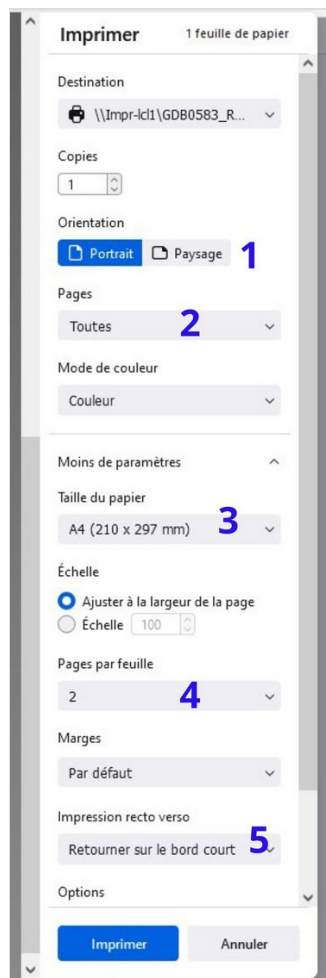 Imprimer 1 feuille de papier
Destination
\\Impr-lcl1\GDB0583_R...
Copies
1
Orientation
Portrait Paysage 1
Pages
Toutes 2
Mode de couleur
Couleur
Moins de paramètres
Taille du papier
A4 (210 x 297 mm) 3
Échelle
Ajuster à la largeur de la page
Échelle 100
Pages par feuille
2 4
Marges
Par défaut
Impression recto verso
Retourner sur le bord court 5
Options
Imprimer Annuler